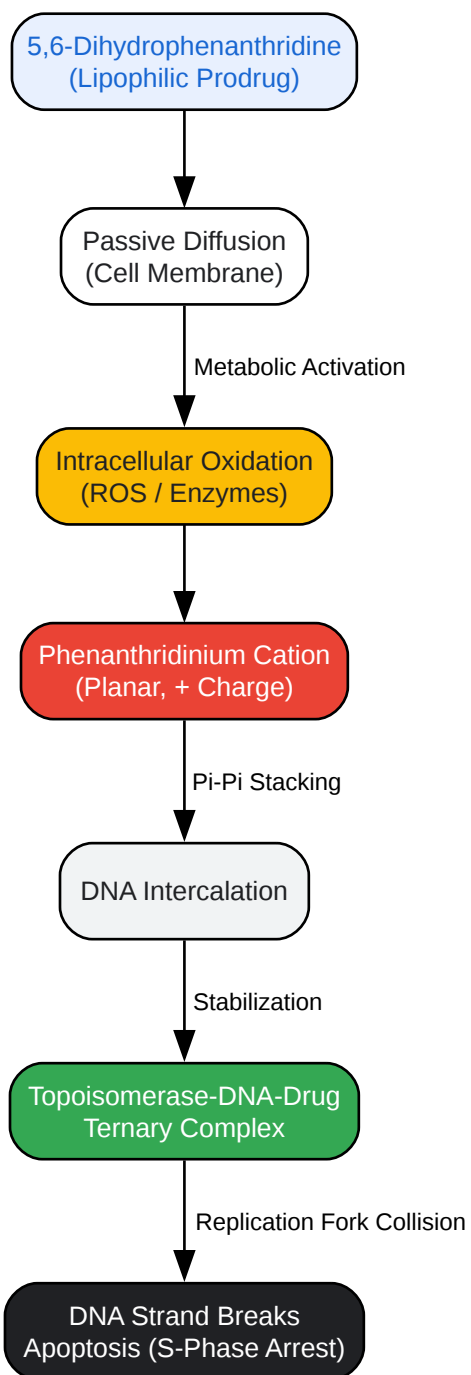 5,6-Dihydrophenanthridine
(Lipophilic Prodrug)
Passive Diffusion
(Cell Membrane)
Metabolic Activation
Intracellular Oxidation
(ROS / Enzymes)
Phenanthridinium Cation
(Planar, + Charge)
Pi-Pi Stacking
DNA Intercalation
Stabilization
Topoisomerase-DNA-Drug
Ternary Complex
Replication Fork Collision
DNA Strand Breaks
Apoptosis (S-Phase Arrest)